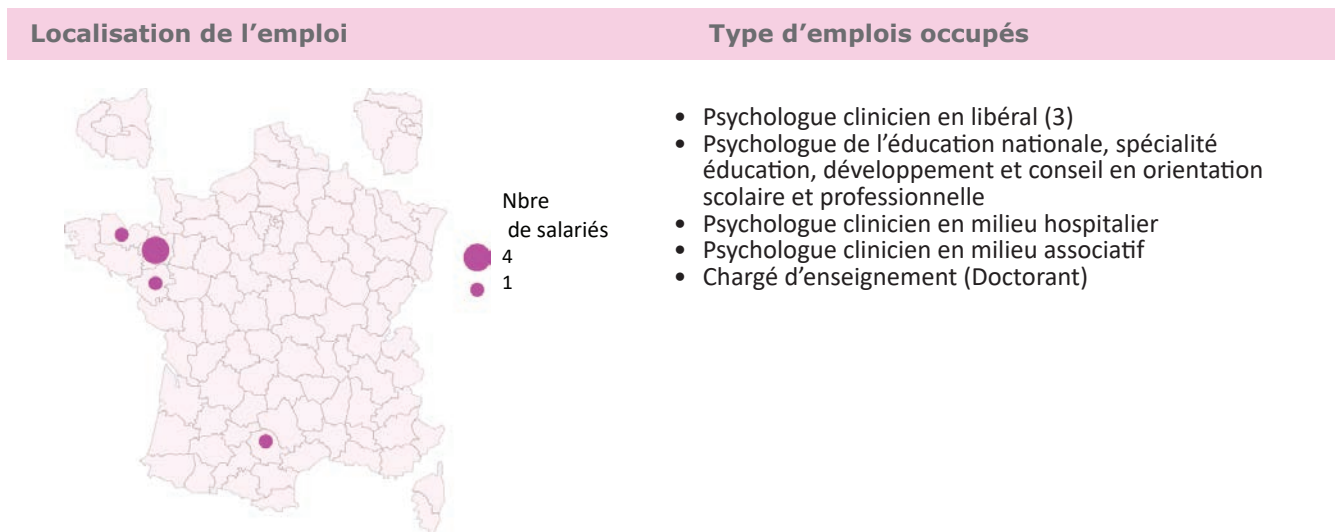 Localisation de l’emploi
Type d’emplois occupés
Nbre
de salariés
4
1
• Psychologue clinicien en libéral (3)
• Psychologue de l’éducation nationale, spécialité
éducation, développement et conseil en orientation
scolaire et professionnelle
• Psychologue clinicien en milieu hospitalier
• Psychologue clinicien en milieu associatif
• Chargé d’enseignement (Doctorant)